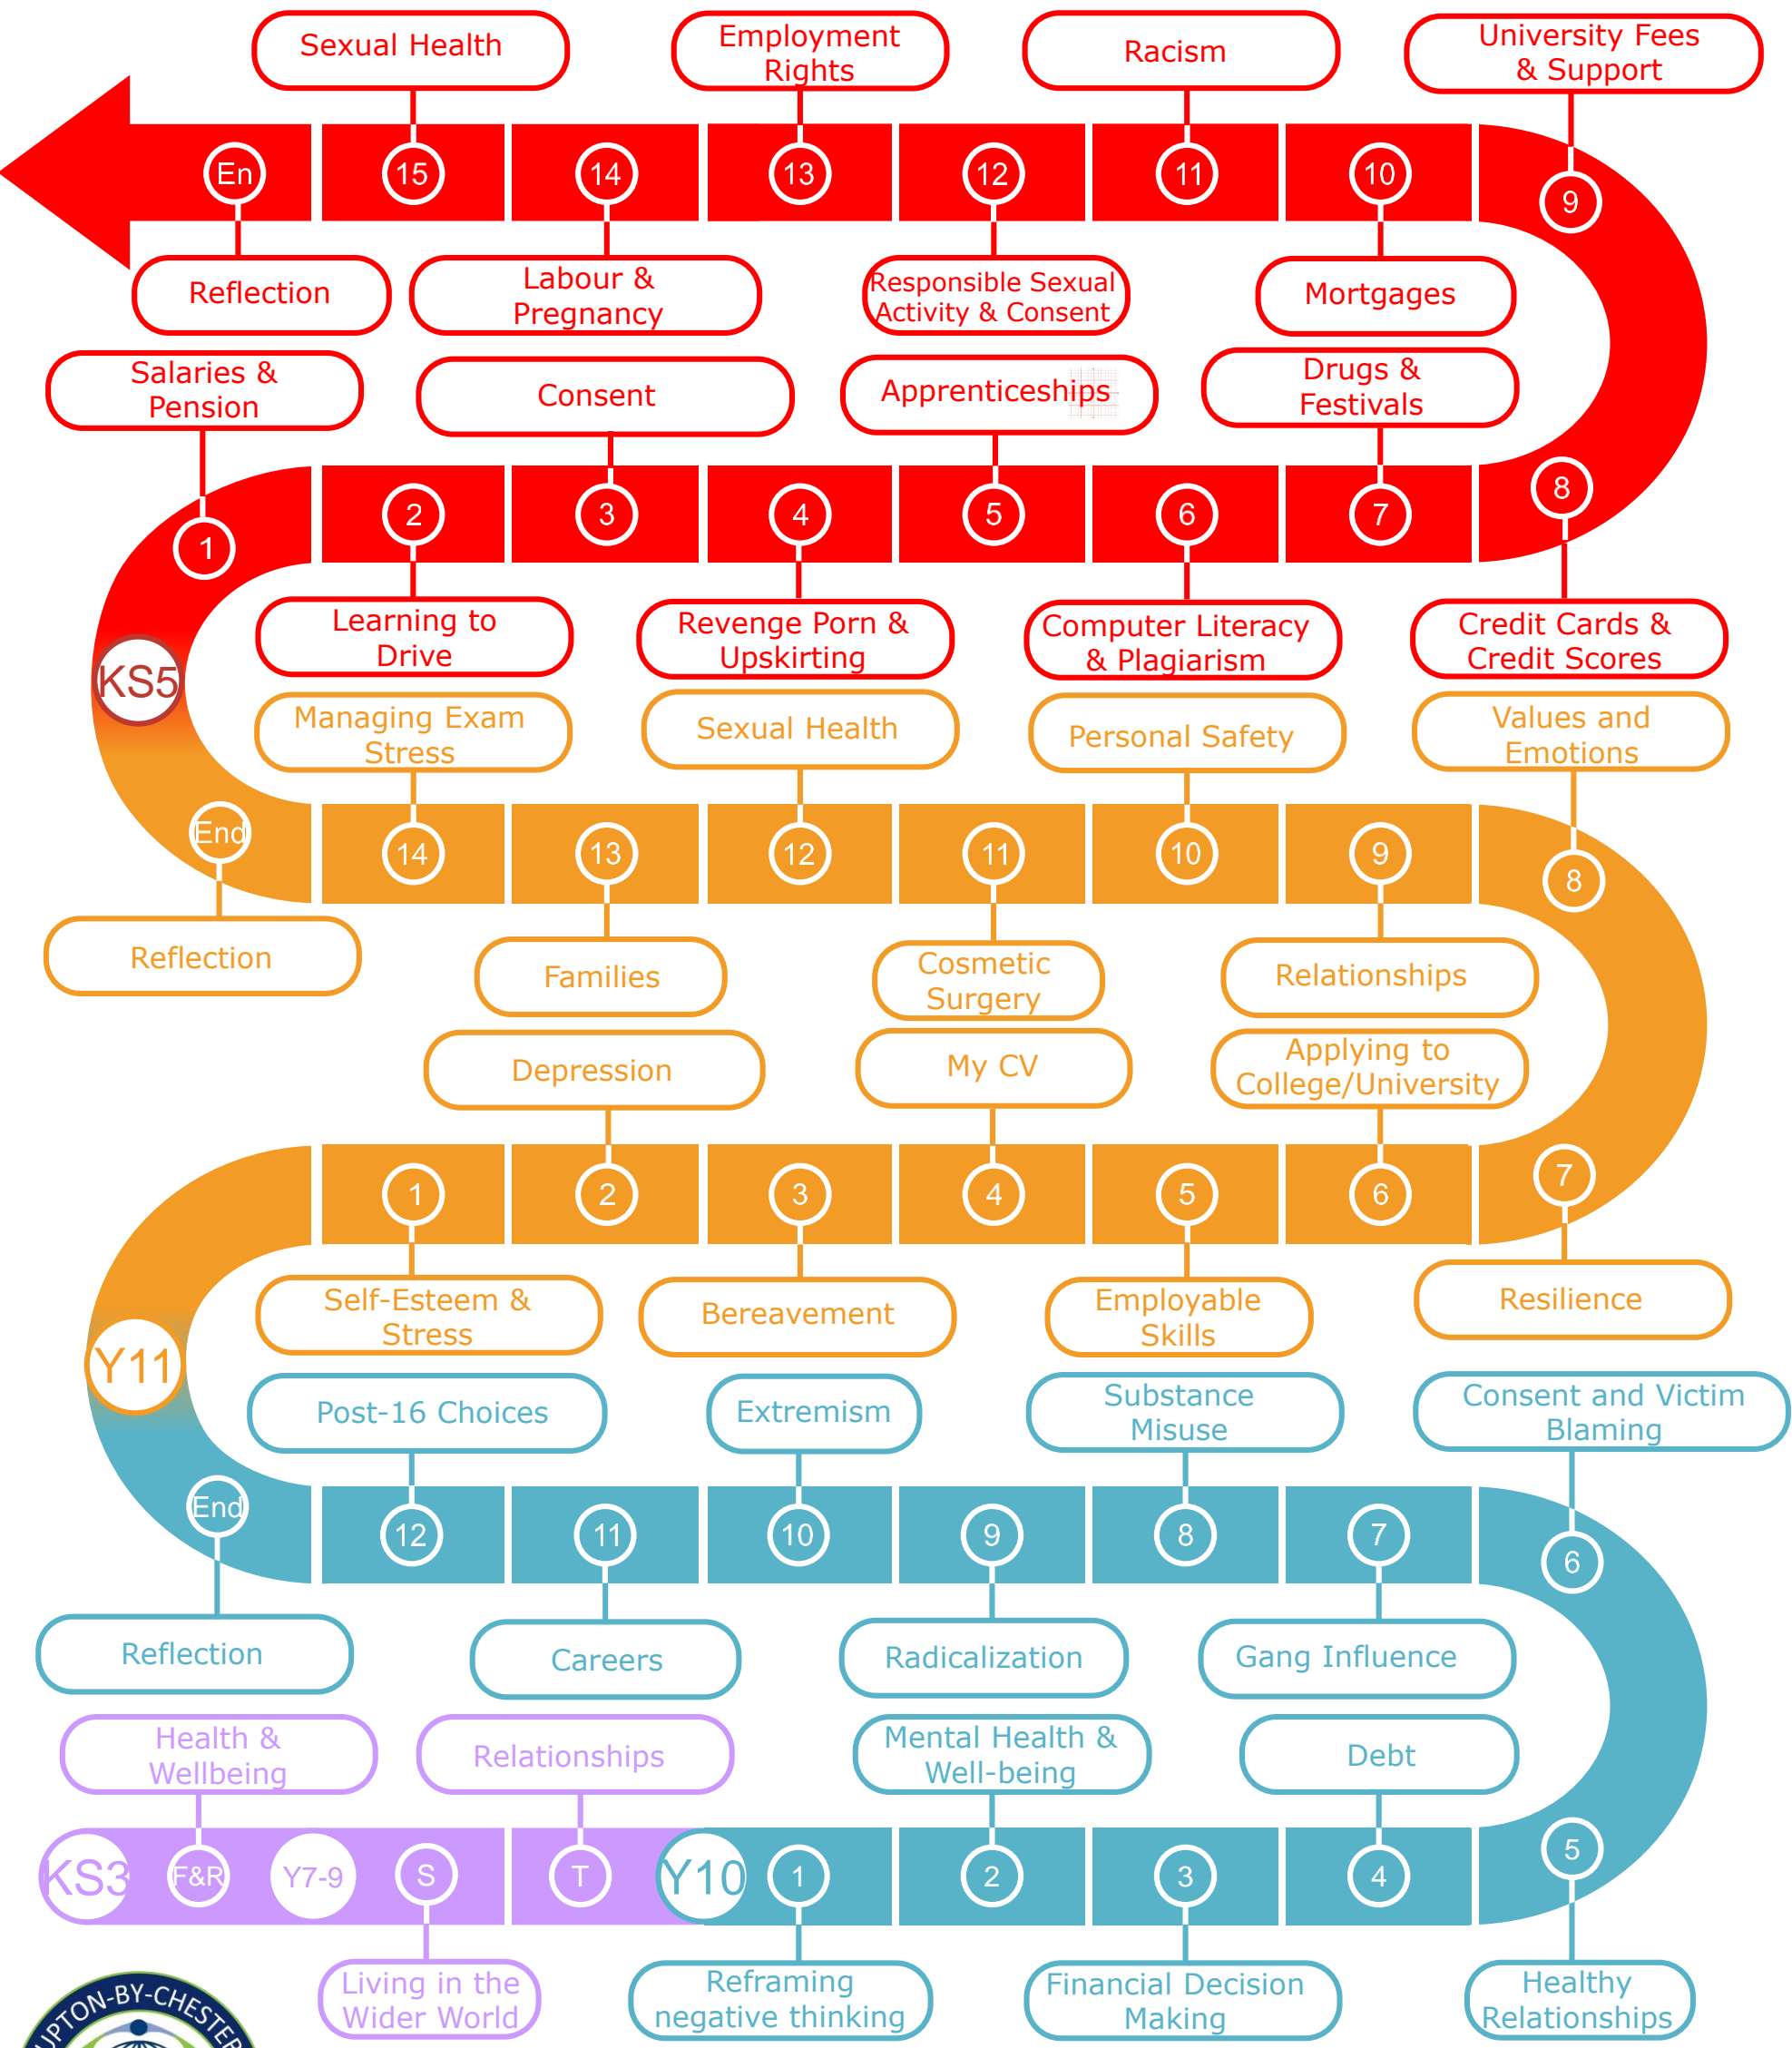 Sexual Health
Employment
Rights
Racism
University Fees
& Support
En
15
14
13
12
11
10
9
Reflection
Labour &
Pregnancy
Responsible Sexual
Activity & Consent
Mortgages
Salaries &
Pension
Consent
Apprenticeships
Drugs &
Festivals
1
2
3
4
5
6
7
8
KS5
Learning to
Drive
Revenge Porn &
Upskirting
Computer Literacy
& Plagiarism
Credit Cards &
Credit Scores
Managing Exam
Stress
Sexual Health
Personal Safety
Values and
Emotions
End
14
13
12
11
10
9
8
Reflection
Families
Cosmetic
Surgery
Relationships
Depression
My CV
Applying to
College/University
1
2
3
4
5
6
7
Self-Esteem &
Stress
Bereavement
Employable
Skills
Resilience
Y11
Post-16 Choices
Extremism
Substance
Misuse
Consent and Victim
Blaming
End
12
11
10
9
8
7
6
Reflection
Careers
Radicalization
Gang Influence
Health &
Wellbeing
Relationships
Mental Health &
Well-being
Debt
KS3
F&R
Y7-9
S
T
Y10
1
2
3
4
5
Living in the
Wider World
Reframing
negative thinking
Financial Decision
Making
Healthy
Relationships
UPTON-BY-CHESTER